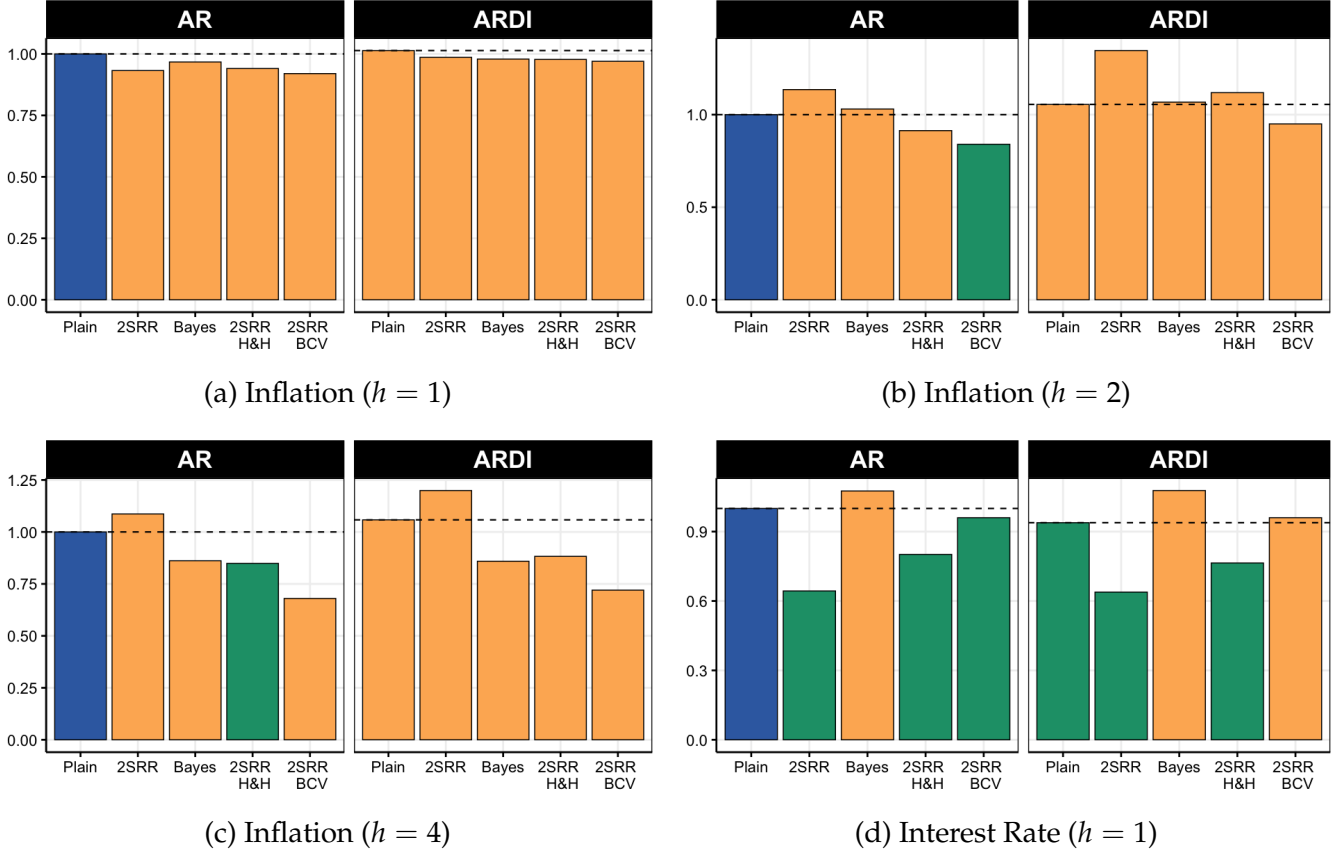 AR ARDI
1.00
0.75
0.50
0.25
0.00
Plain 2SRR Bayes 2SRR H&H 2SRR BCV Plain 2SRR Bayes 2SRR H&H 2SRR BCV
(a) Inflation (h = 1)
AR ARDI
1.0
0.5
0.0
Plain 2SRR Bayes 2SRR H&H 2SRR BCV Plain 2SRR Bayes 2SRR H&H 2SRR BCV
(b) Inflation (h = 2)
AR ARDI
1.25
1.00
0.75
0.50
0.25
0.00
Plain 2SRR Bayes 2SRR H&H 2SRR BCV Plain 2SRR Bayes 2SRR H&H 2SRR BCV
(c) Inflation (h = 4)
AR ARDI
0.9
0.6
0.3
0.0
Plain 2SRR Bayes 2SRR H&H 2SRR BCV Plain 2SRR Bayes 2SRR H&H 2SRR BCV
(d) Interest Rate (h = 1)